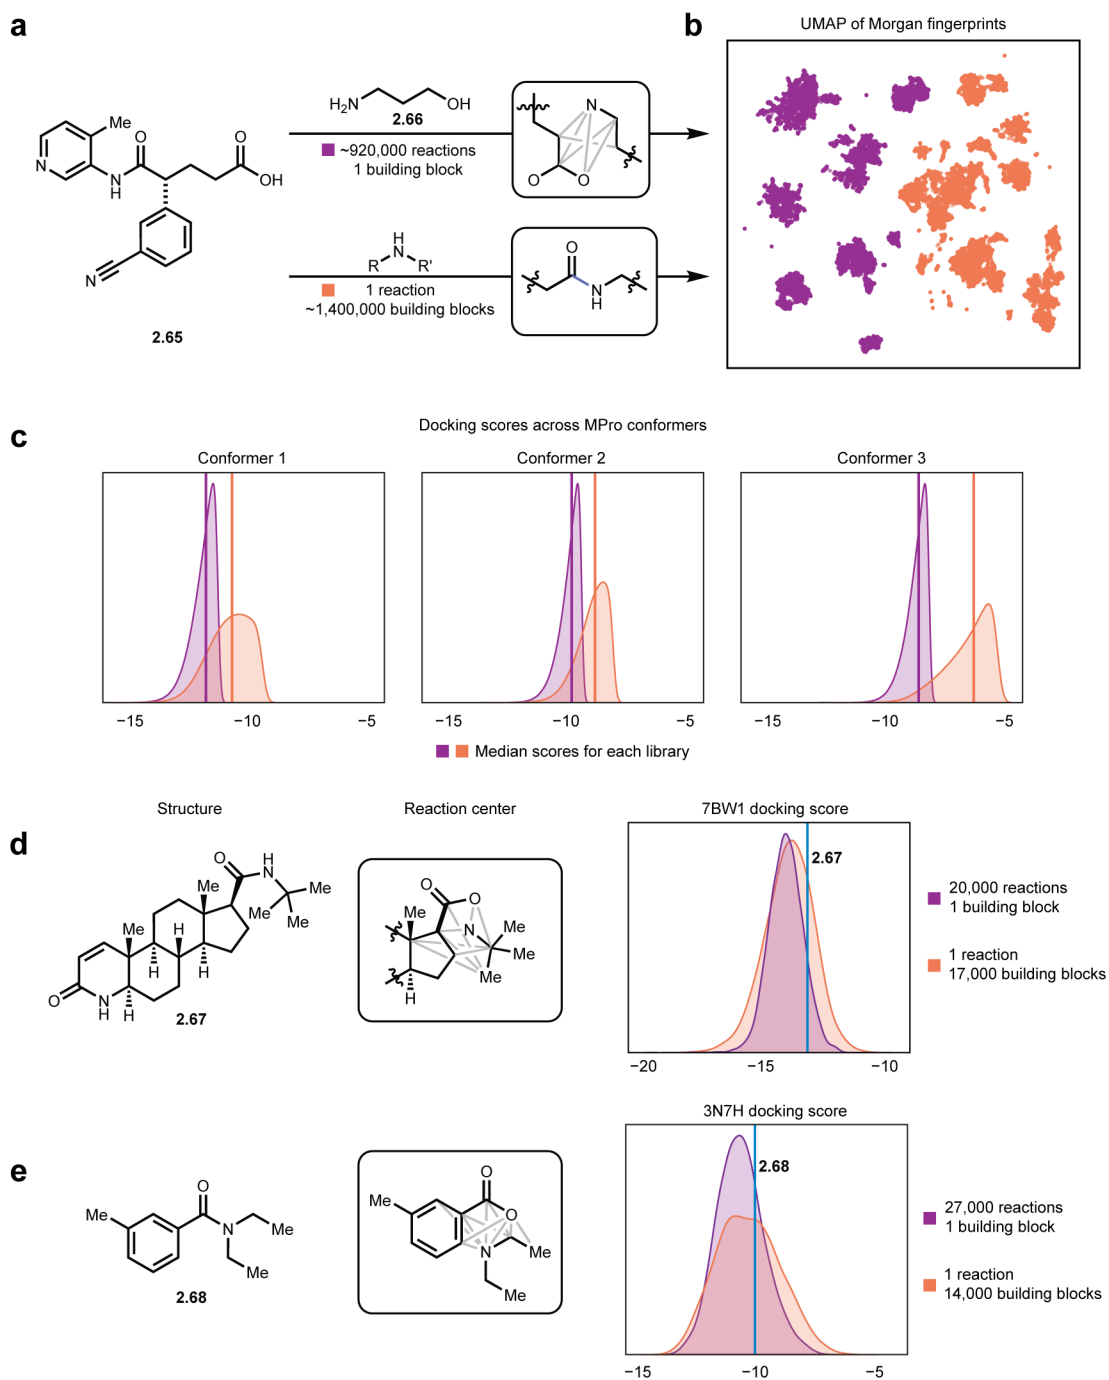 a
Me
N
N
H
O
O
OH
N
2.65
H₂N
OH
2.66
~920,000 reactions
1 building block
N
O
O
H
R
N
R'
1 reaction
~1,400,000 building blocks
O
N
H
b
UMAP of Morgan fingerprints
c
Docking scores across MPro conformers
Conformer 1
Conformer 2
Conformer 3
−15
−10
−5
−15
−10
−5
−15
−10
−5
Median scores for each library
Structure
Reaction center
7BW1 docking score
d
O
H
N
Me
Me
Me
Me
Me
H
H
H
O
N
H
H
2.67
O
O
Me
N
Me
Me
Me
H
2.67
−20
−15
−10
20,000 reactions
1 building block
1 reaction
17,000 building blocks
3N7H docking score
e
O
Me
N
Me
Me
2.68
O
Me
O
N
Me
Me
2.68
−15
−10
−5
27,000 reactions
1 building block
1 reaction
14,000 building blocks